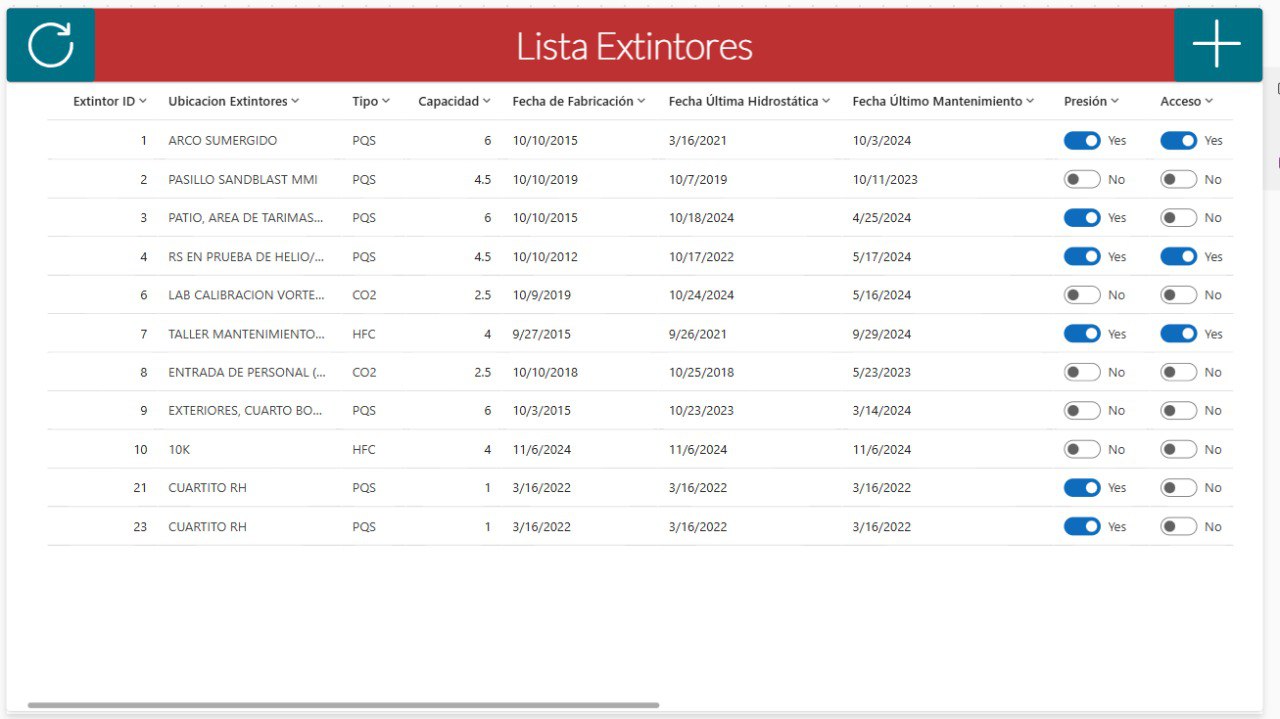 Lista Extintores
Extintor ID Ubicacion Extintores Tipo Capacidad Fecha de Fabricación Fecha Última Hidrostática Fecha Último Mantenimiento Presión Acceso
1 ARCO SUMERGIDO PQS 6 10/10/2015 3/16/2021 10/3/2024 Yes Yes
2 PASILLO SANDBLAST MMI PQS 4.5 10/10/2019 10/7/2019 10/11/2023 No No
3 PATIO, AREA DE TARIMAS... PQS 6 10/10/2015 10/18/2024 4/25/2024 Yes No
4 RS EN PRUEBA DE HELIO/... PQS 4.5 10/10/2012 10/17/2022 5/17/2024 Yes Yes
6 LAB CALIBRACION VORTE... CO2 2.5 10/9/2019 10/24/2024 5/16/2024 No No
7 TALLER MANTENIMIENTO... HFC 4 9/27/2015 9/26/2021 9/29/2024 Yes Yes
8 ENTRADA DE PERSONAL (... CO2 2.5 10/10/2018 10/25/2018 5/23/2023 No No
9 EXTERIORES, CUARTO BO... PQS 6 10/3/2015 10/23/2023 3/14/2024 No No
10 10K HFC 4 11/6/2024 11/6/2024 11/6/2024 No No
21 CUARTITO RH PQS 1 3/16/2022 3/16/2022 3/16/2022 Yes No
23 CUARTITO RH PQS 1 3/16/2022 3/16/2022 3/16/2022 Yes No